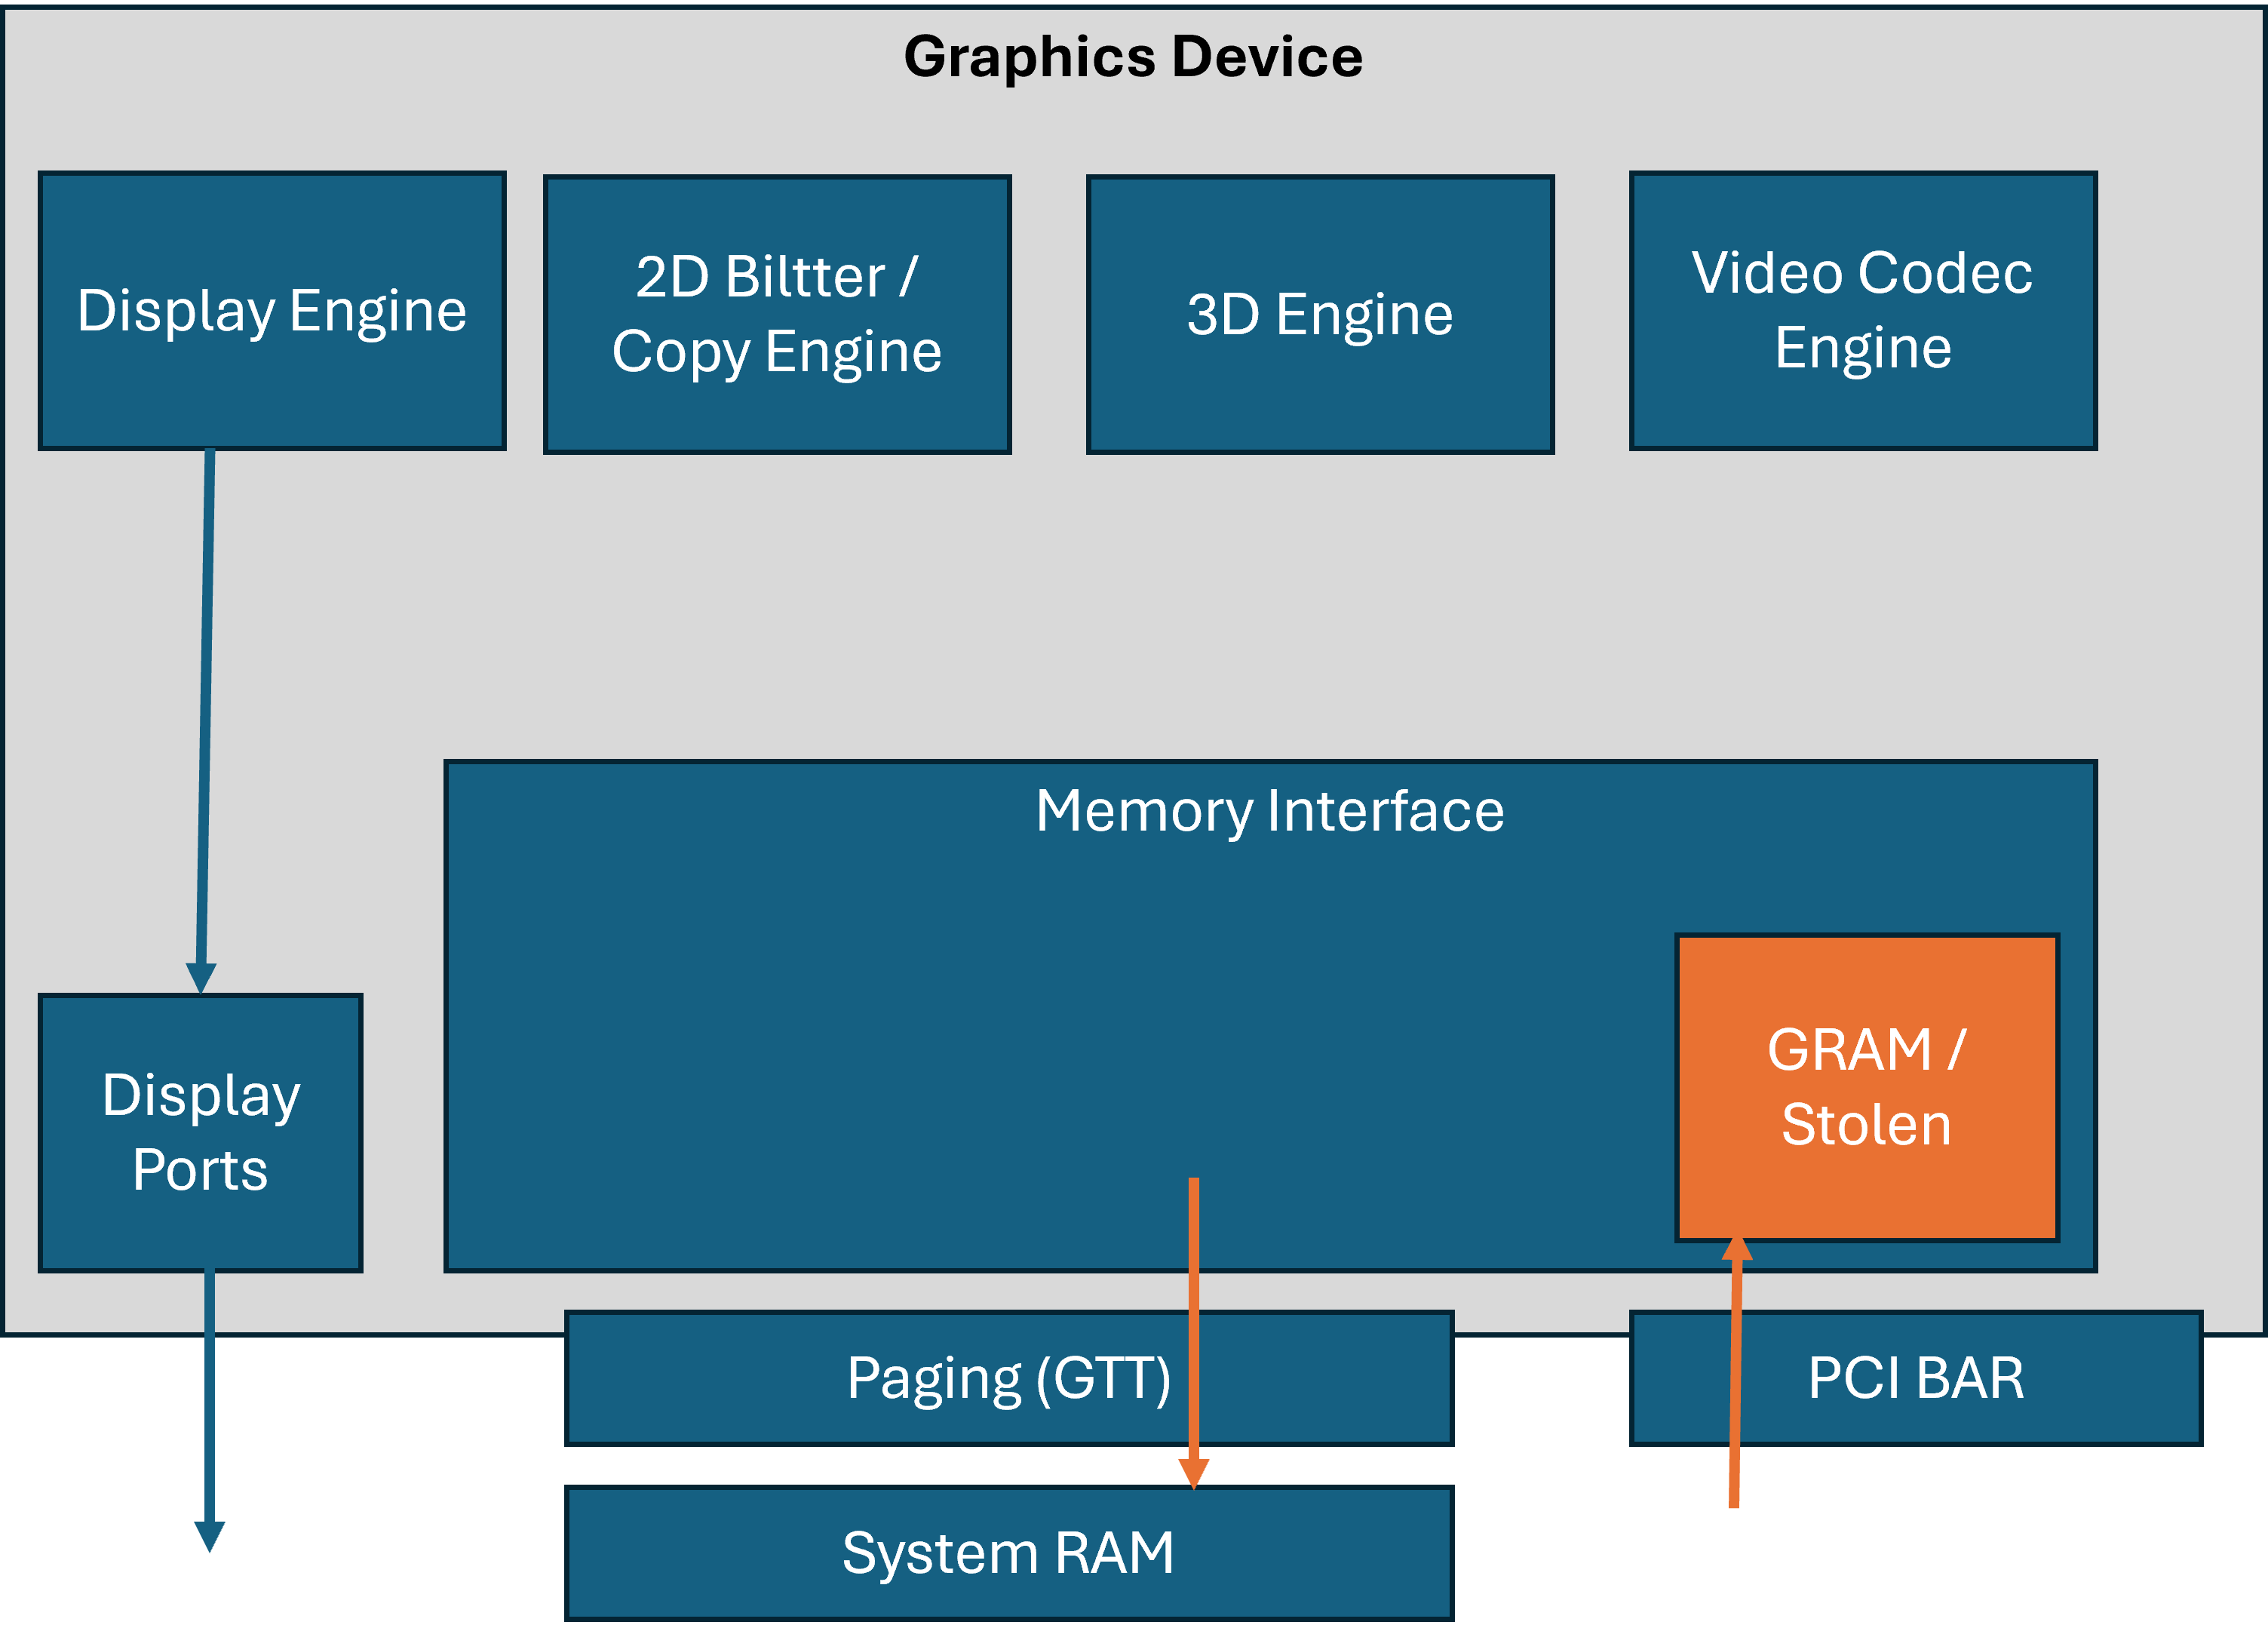 Graphics Device
Display Engine
2D Biltter /
Copy Engine
3D Engine
Video Codec
Engine
Memory Interface
GRAM /
Stolen
Display
Ports
Paging (GTT)
PCI BAR
System RAM